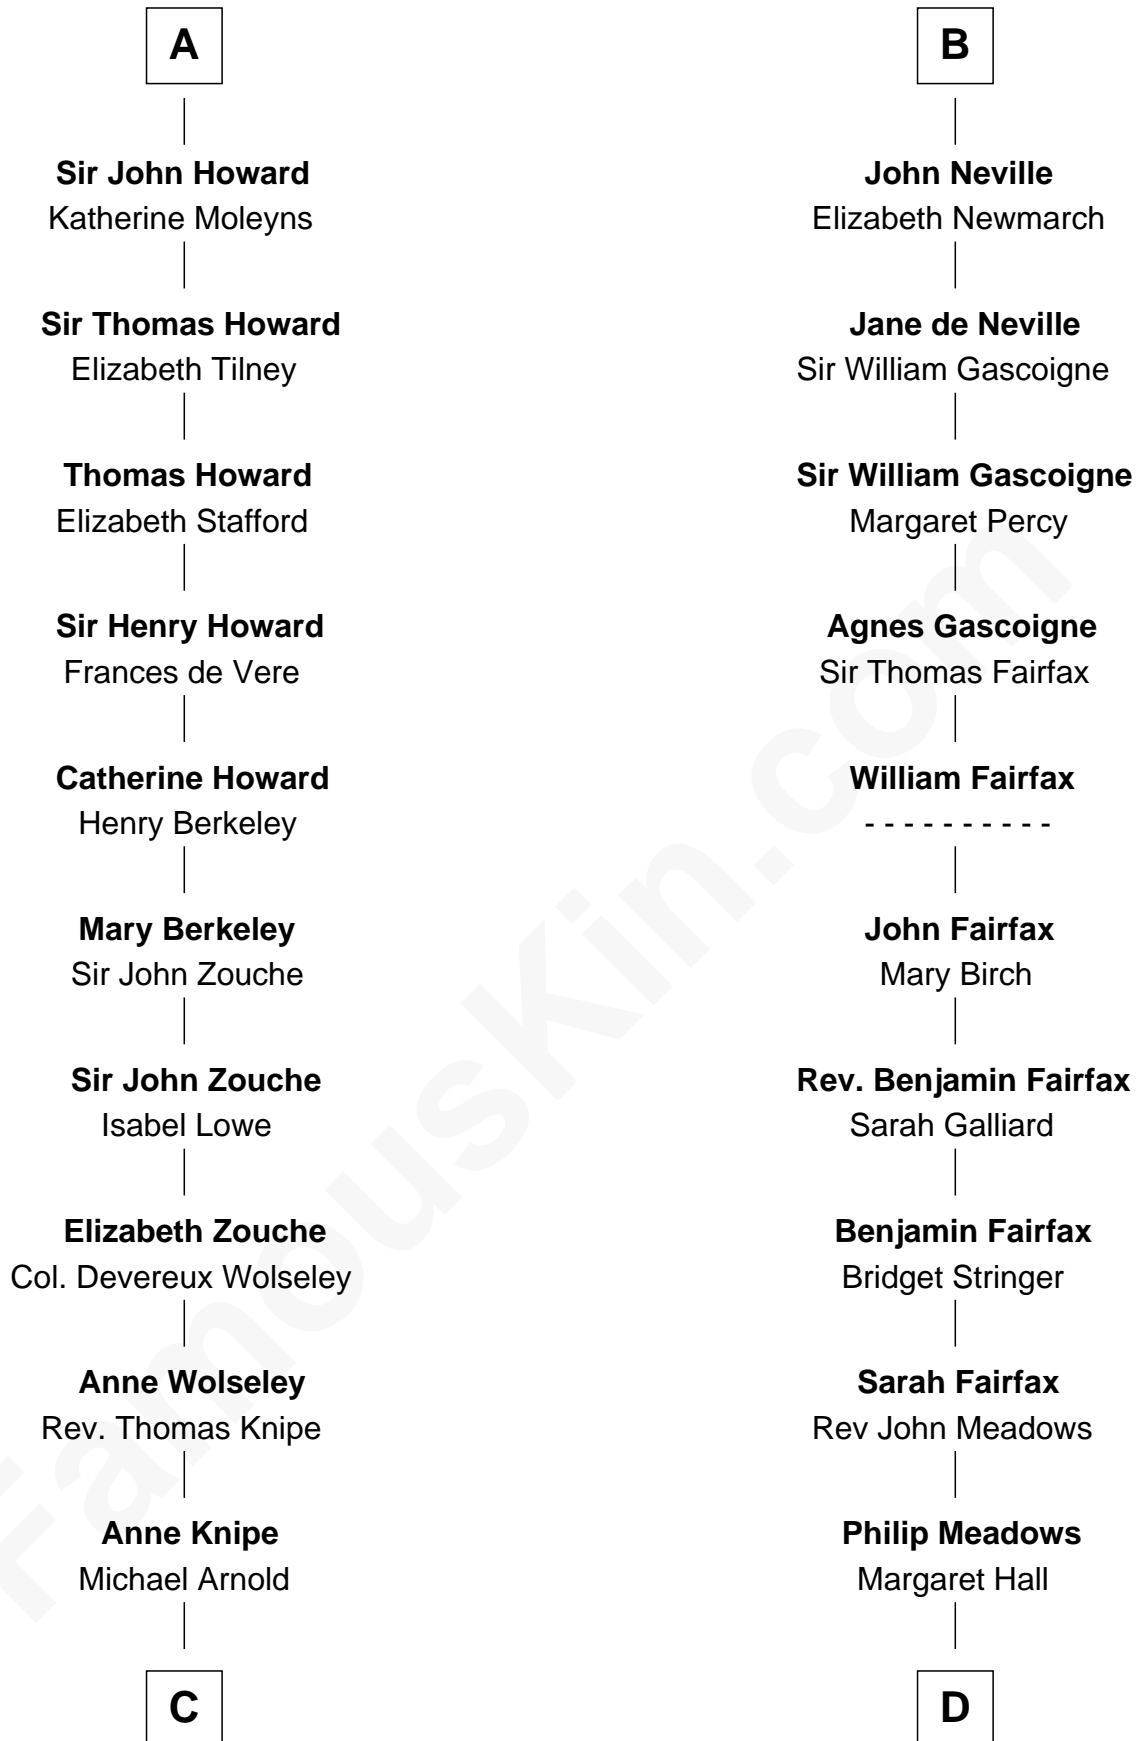 A
Sir John Howard
Katherine Moleyns
Sir Thomas Howard
Elizabeth Tilney
Thomas Howard
Elizabeth Stafford
Sir Henry Howard
Frances de Vere
Catherine Howard
Henry Berkeley
Mary Berkeley
Sir John Zouche
Sir John Zouche
Isabel Lowe
Elizabeth Zouche
Col. Devereux Wolseley
Anne Wolseley
Rev. Thomas Knipe
Anne Knipe
Michael Arnold
C
B
John Neville
Elizabeth Newmarch
Jane de Neville
Sir William Gascoigne
Sir William Gascoigne
Margaret Percy
Agnes Gascoigne
Sir Thomas Fairfax
William Fairfax
- - - - - - - - - -
John Fairfax
Mary Birch
Rev. Benjamin Fairfax
Sarah Galliard
Benjamin Fairfax
Bridget Stringer
Sarah Fairfax
Rev John Meadows
Philip Meadows
Margaret Hall
D
FamousKin.com